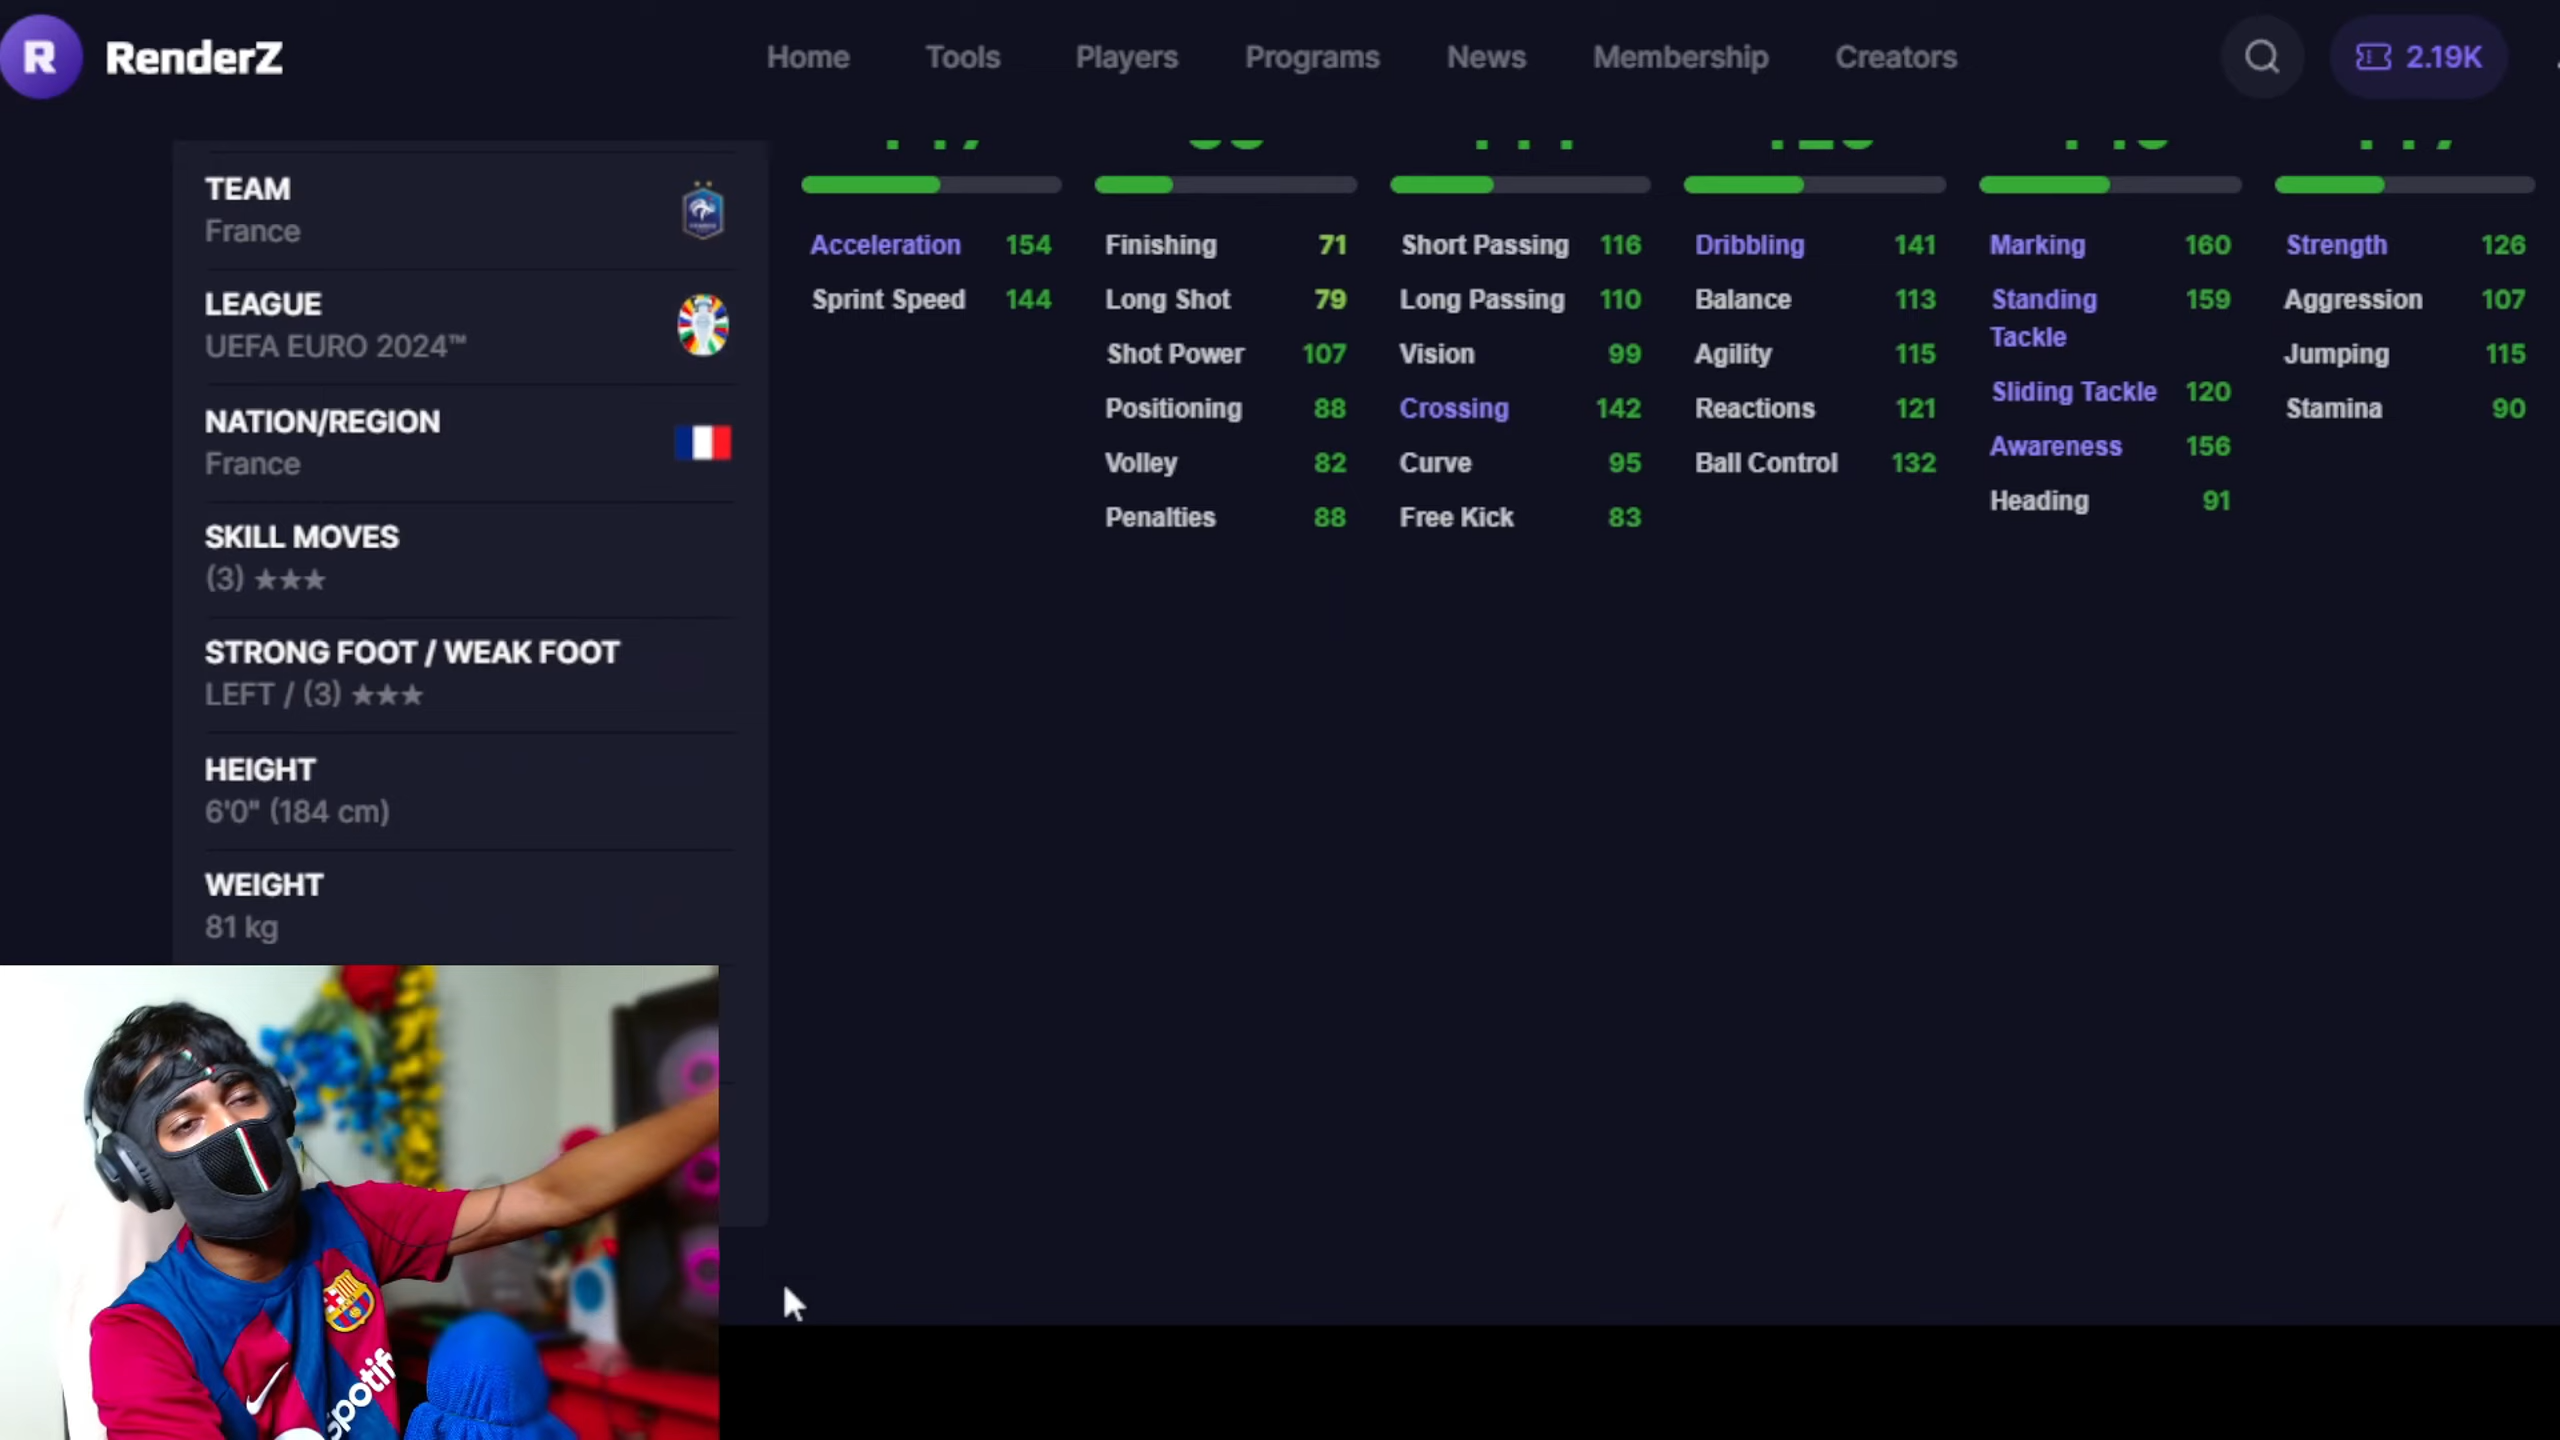 R RenderZ Home Tools Players Programs News Membership Creators 2.19K
TEAM
France
LEAGUE
UEFA EURO 2024™
NATION/REGION
France
SKILL MOVES
(3) ★★★
STRONG FOOT / WEAK FOOT
LEFT / (3) ★★★
HEIGHT
6'0" (184 cm)
WEIGHT
81 kg
Acceleration 154
Sprint Speed 144
Finishing 71
Long Shot 79
Shot Power 107
Positioning 88
Volley 82
Penalties 88
Short Passing 116
Long Passing 110
Vision 99
Crossing 142
Curve 95
Free Kick 83
Dribbling 141
Balance 113
Agility 115
Reactions 121
Ball Control 132
Marking 160
Standing 159
Tackle
Sliding Tackle 120
Awareness 156
Heading 91
Strength 126
Aggression 107
Jumping 115
Stamina 90
Spotify